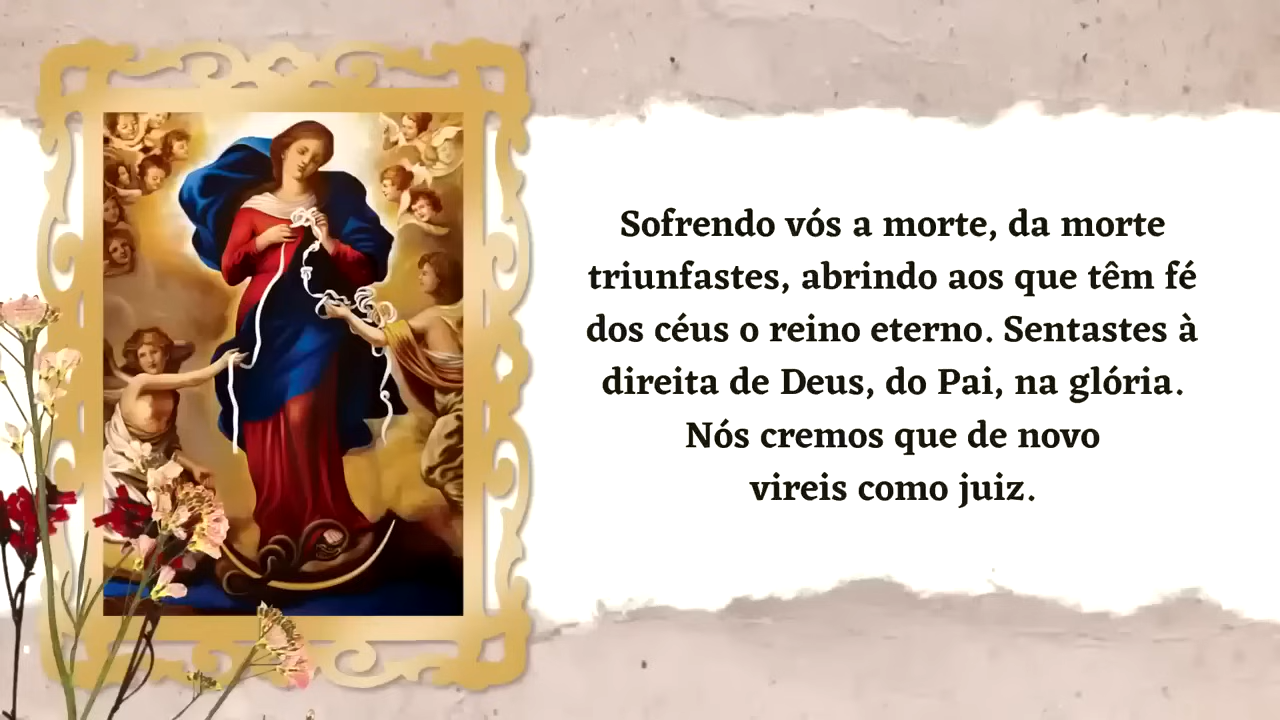 Sofrendo vós a morte, da morte
triunfastes, abrindo aos que têm fé
dos céus o reino eterno. Sentastes à
direita de Deus, do Pai, na glória.
Nós cremos que de novo
vireis como juiz.